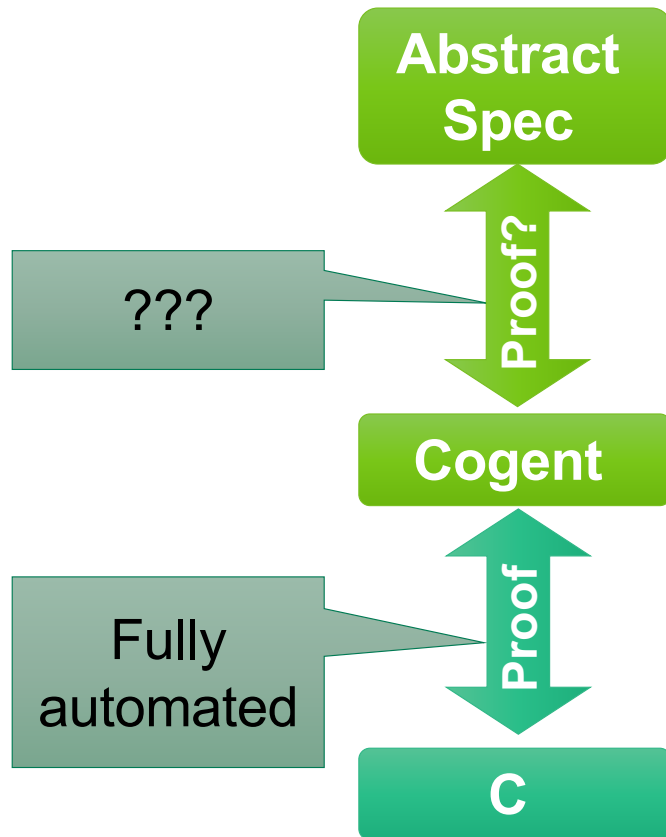 Abstract
Spec
Proof?
???
Cogent
Proof
Fully
automated
C